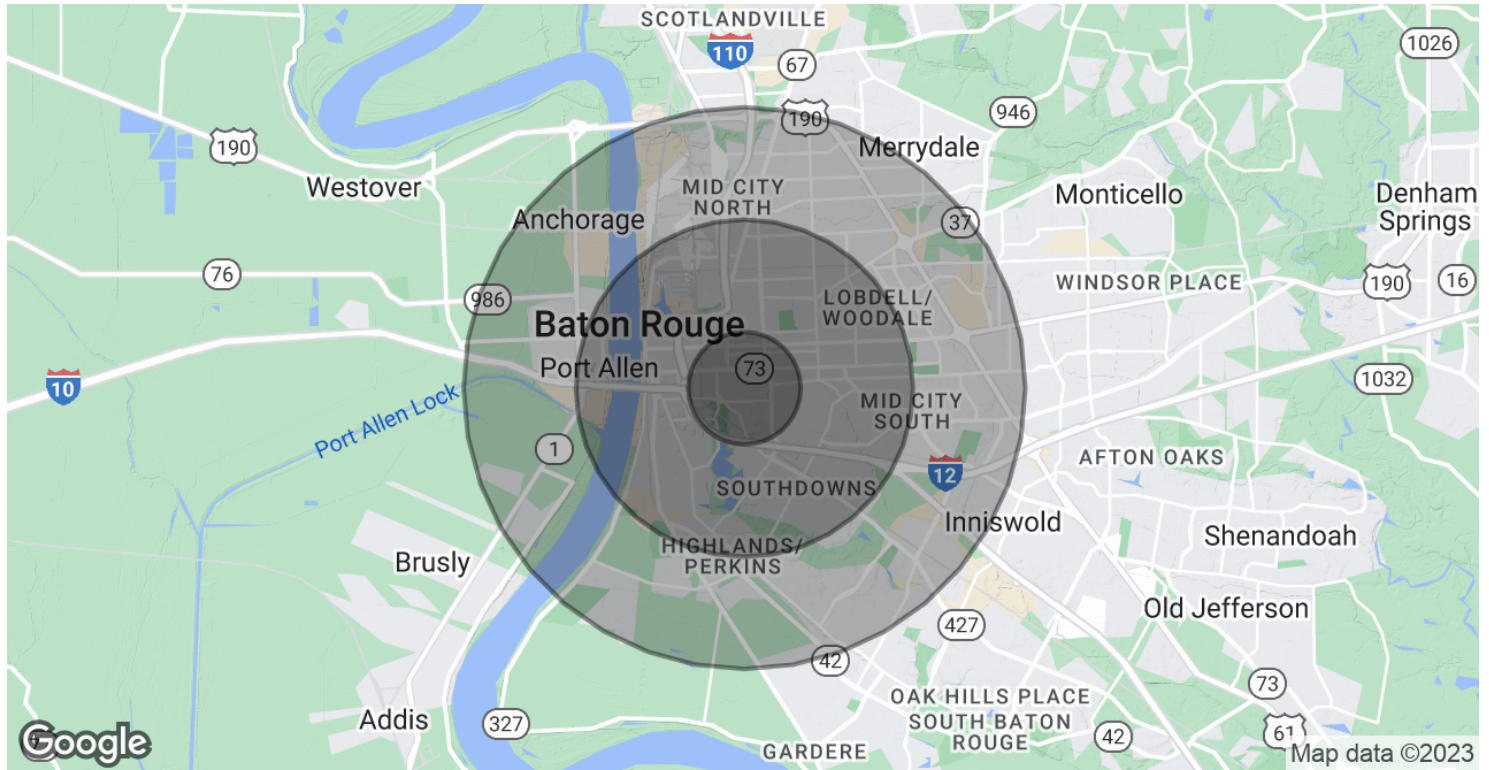 SCOTLANDVILLE
110
67
1026
946
190
190
Merrydale
Westover
MID CITY
NORTH
Monticello
Denham
Springs
Anchorage
37
76
986
WINDSOR PLACE
190
16
LOBDELL/
WOODALE
Baton Rouge
Port Allen
73
10
1032
Port Allen Lock
MID CITY
SOUTH
1
AFTON OAKS
12
SOUTHDOWNS
Inniswold
Shenandoah
HIGHLANDS/
PERKINS
Brusly
Old Jefferson
427
42
73
OAK HILLS PLACE
SOUTH BATON
ROUGE
Addis
327
42
61
GARDERE
Google
Map data ©2023